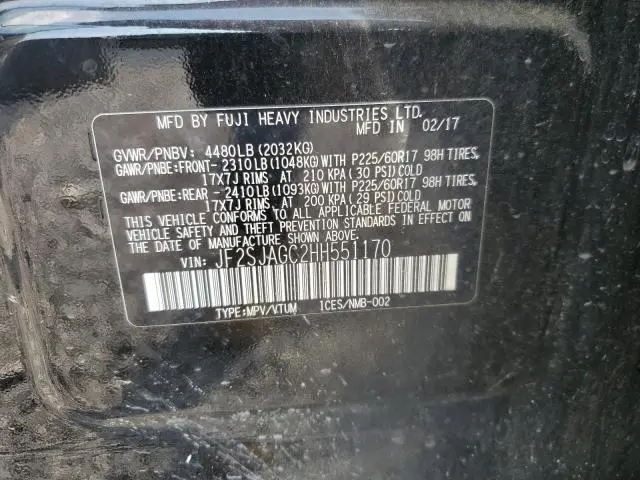 MFD BY FUJI HEAVY INDUSTRIES LTD.
MFD IN 02/17
GVWR/PNBV: 4480LB (2032KG)
GAWR/PNBE:FRONT- 2310LB (1048KG) WITH P225/60R17 98H TIRES,
17X7J RIMS AT 210 KPA (30 PSI) COLD
GAWR/PNBE:REAR - 2410LB (1093KG) WITH P225/60R17 98H TIRES,
17X7J RIMS, AT 200 KPA (29 PSI) COLD
THIS VEHICLE CONFORMS TO ALL APPLICABLE FEDERAL MOTOR
VEHICLE SAFETY, BUMPER, AND THEFT PREVENTION STANDARDS IN EFFECT ON
THE DATE OF MANUFACTURE SHOWN ABOVE.
VIN: JF2SJAGC2HH551170
TYPE:MPV/VTUM ICES/NMB-002